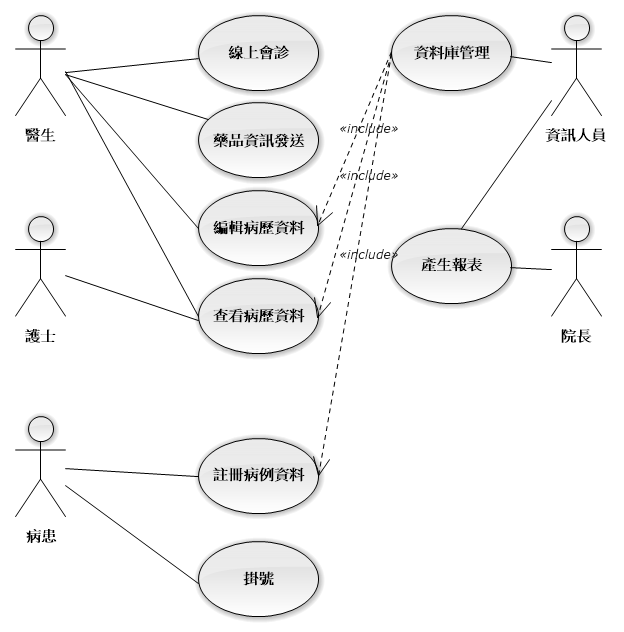 線上會診
資料庫管理
醫生
資訊人員
«include»
藥品資訊發送
«include»
編輯病歷資料
«include»
產生報表
查看病歷資料
護士
院長
註冊病例資料
病患
掛號